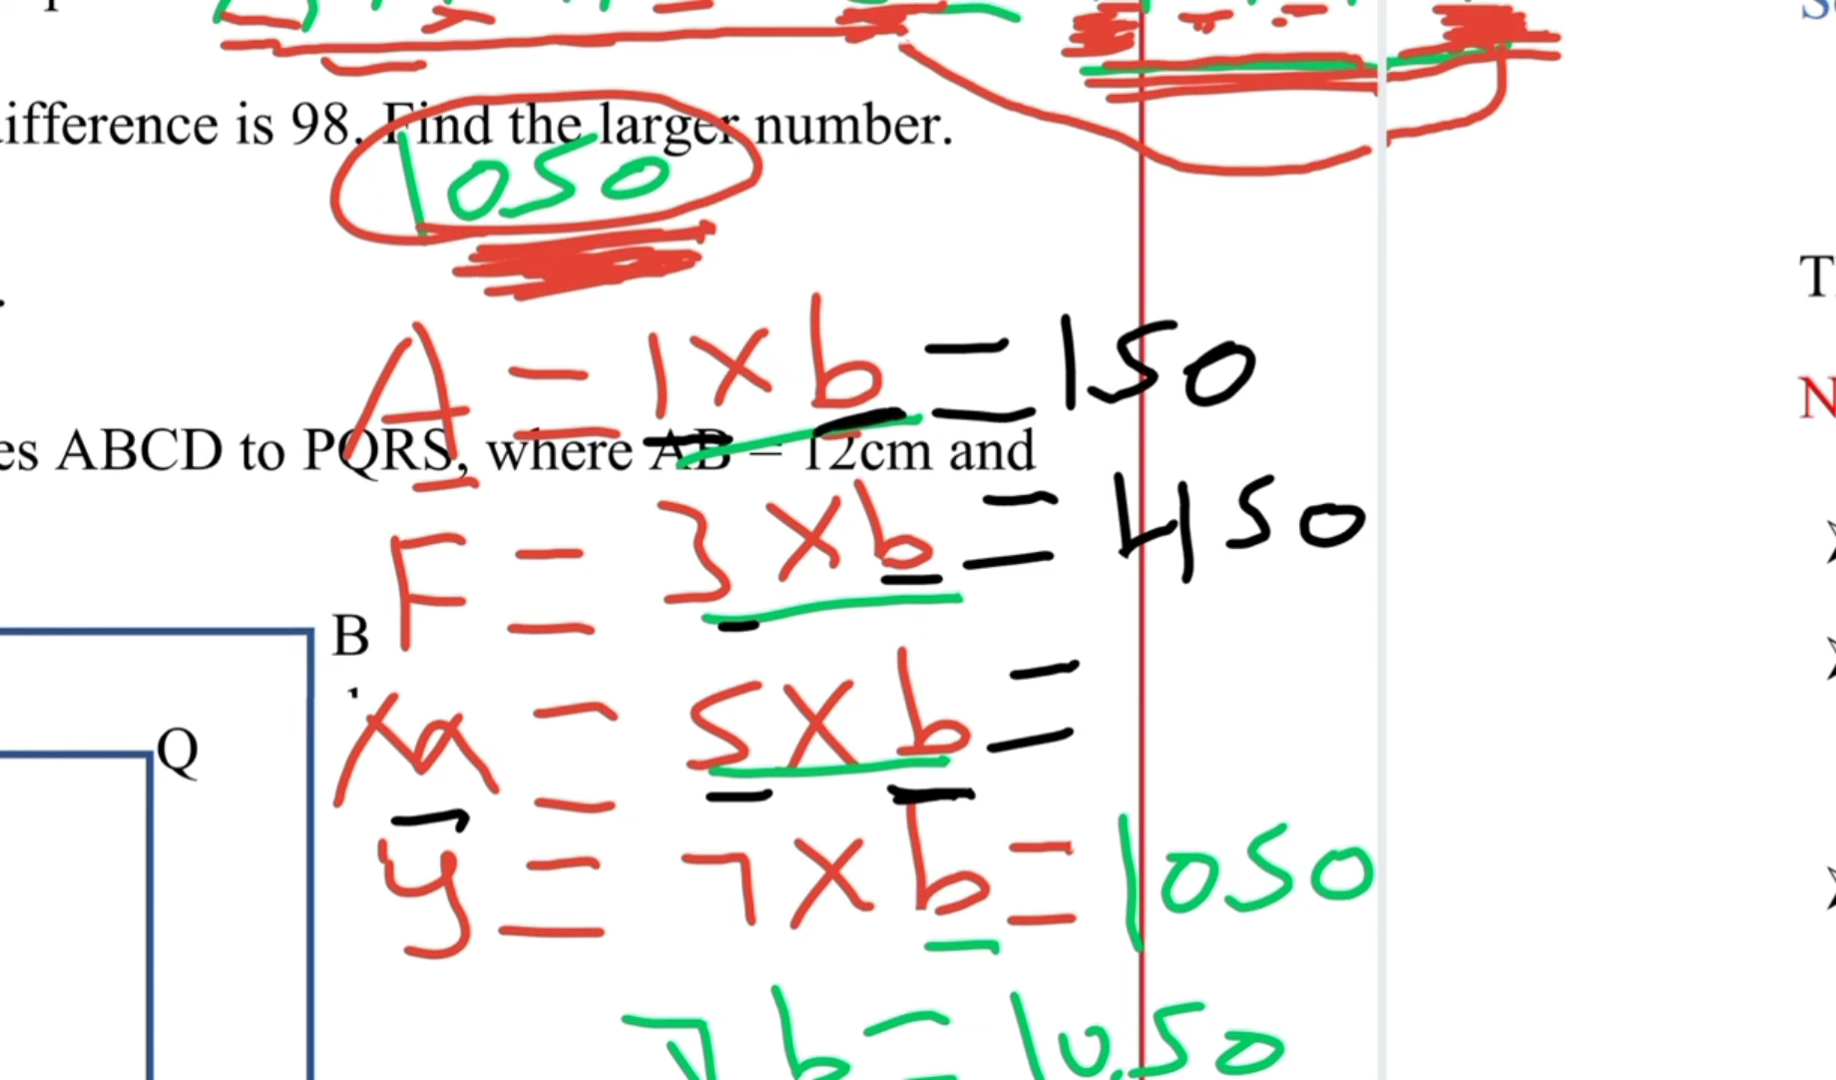 ifference is 98. Find the larger number.
1050
A = 1 × b = 150
es ABCD to PQRS, where AB = 12cm and
F = 3 × b = 450
B
= 5 × b =
Q
y = 7 × b = 1050
7b = 1050